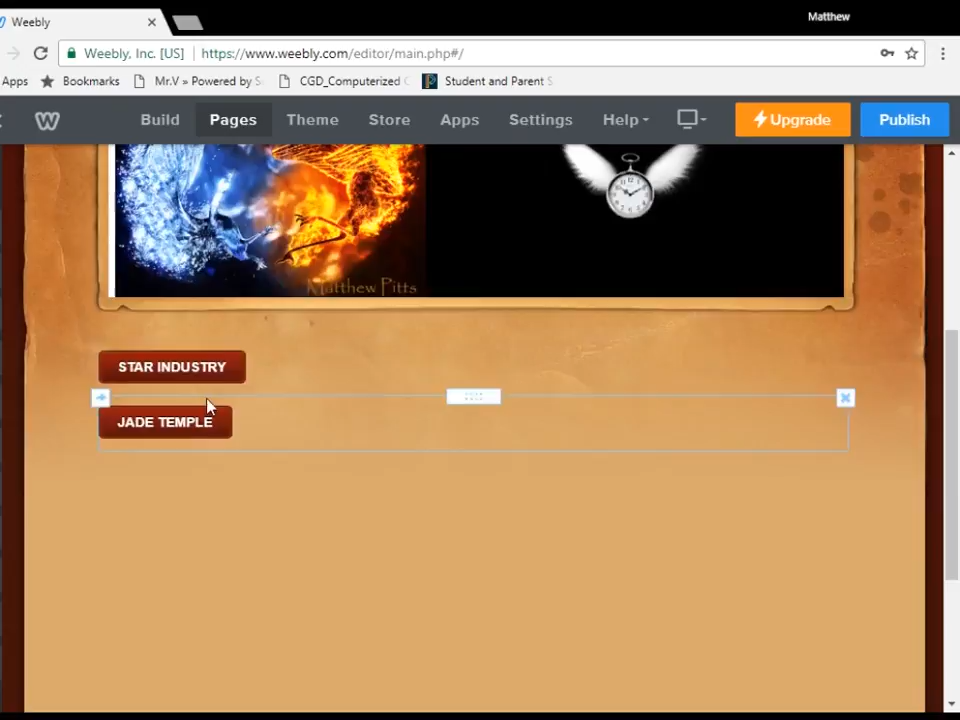 Weebly
Matthew
Weebly, Inc. [US] https://www.weebly.com/editor/main.php#/
Apps Bookmarks Mr.V » Powered by CGD_Computerized Student and Parent
Build Pages Theme Store Apps Settings Help Upgrade Publish
Matthew Pitts
STAR INDUSTRY
JADE TEMPLE